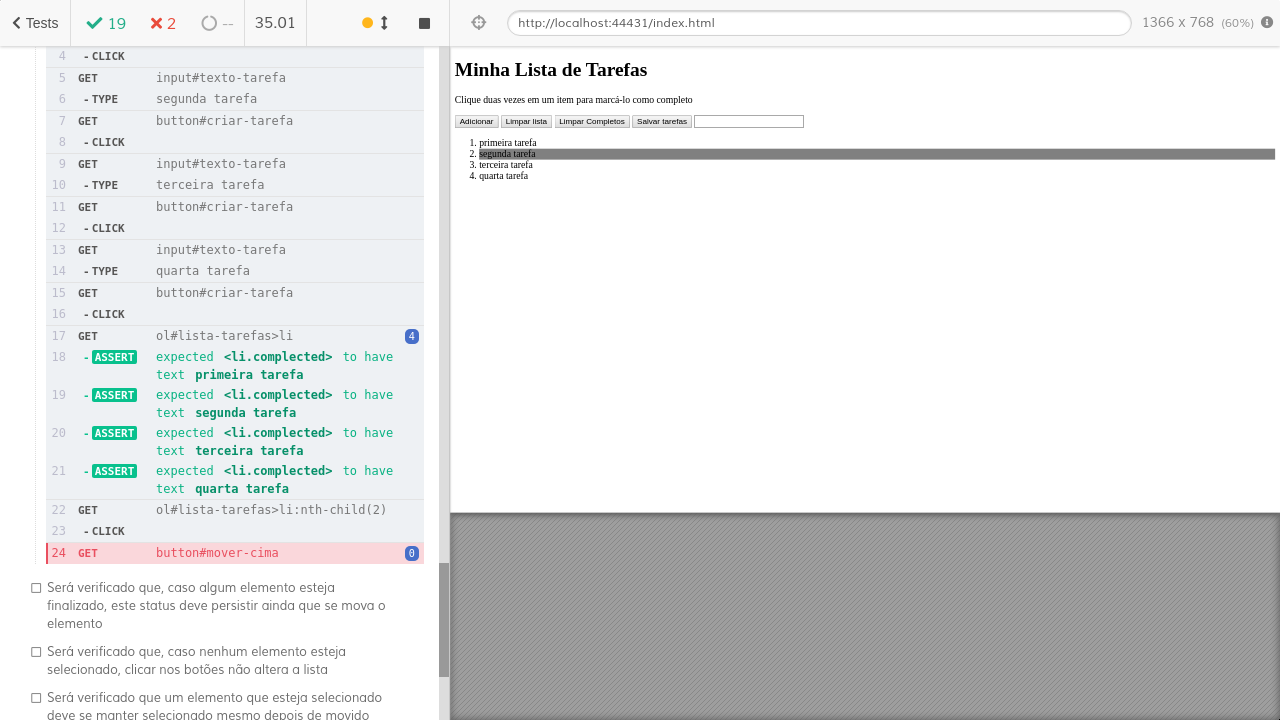 Tests 19 2 -- 35.01 http://localhost:44431/index.html 1366 x 768 (60%)
4 - CLICK
5 GET input#texto-tarefa
6 - TYPE segunda tarefa
7 GET button#criar-tarefa
8 - CLICK
9 GET input#texto-tarefa
10 - TYPE terceira tarefa
11 GET button#criar-tarefa
12 - CLICK
13 GET input#texto-tarefa
14 - TYPE quarta tarefa
15 GET button#criar-tarefa
16 - CLICK
17 GET ol#lista-tarefas>li 4
18 - ASSERT expected <li.complected> to have
text primeira tarefa
19 - ASSERT expected <li.complected> to have
text segunda tarefa
20 - ASSERT expected <li.complected> to have
text terceira tarefa
21 - ASSERT expected <li.complected> to have
text quarta tarefa
22 GET ol#lista-tarefas>li:nth-child(2)
23 - CLICK
24 GET button#mover-cima 0
Será verificado que, caso algum elemento esteja
finalizado, este status deve persistir ainda que se mova o
elemento
Será verificado que, caso nenhum elemento esteja
selecionado, clicar nos botões não altera a lista
Será verificado que um elemento que esteja selecionado
deve se manter selecionado mesmo depois de movido
Minha Lista de Tarefas
Clique duas vezes em um item para marcá-lo como completo
Adicionar Limpar lista Limpar Completos Salvar tarefas
1. primeira tarefa
2. segunda tarefa
3. terceira tarefa
4. quarta tarefa